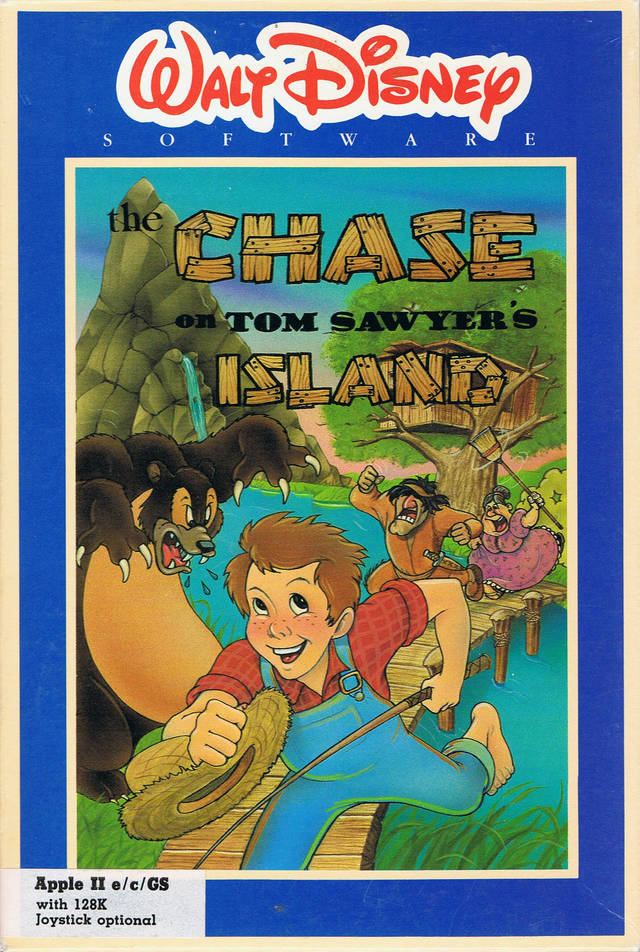 WALT DISNEY
SOFTWARE
the CHASE
on TOM SAWYER'S
ISLAND
Apple II e/c/GS
with 128K
Joystick optional